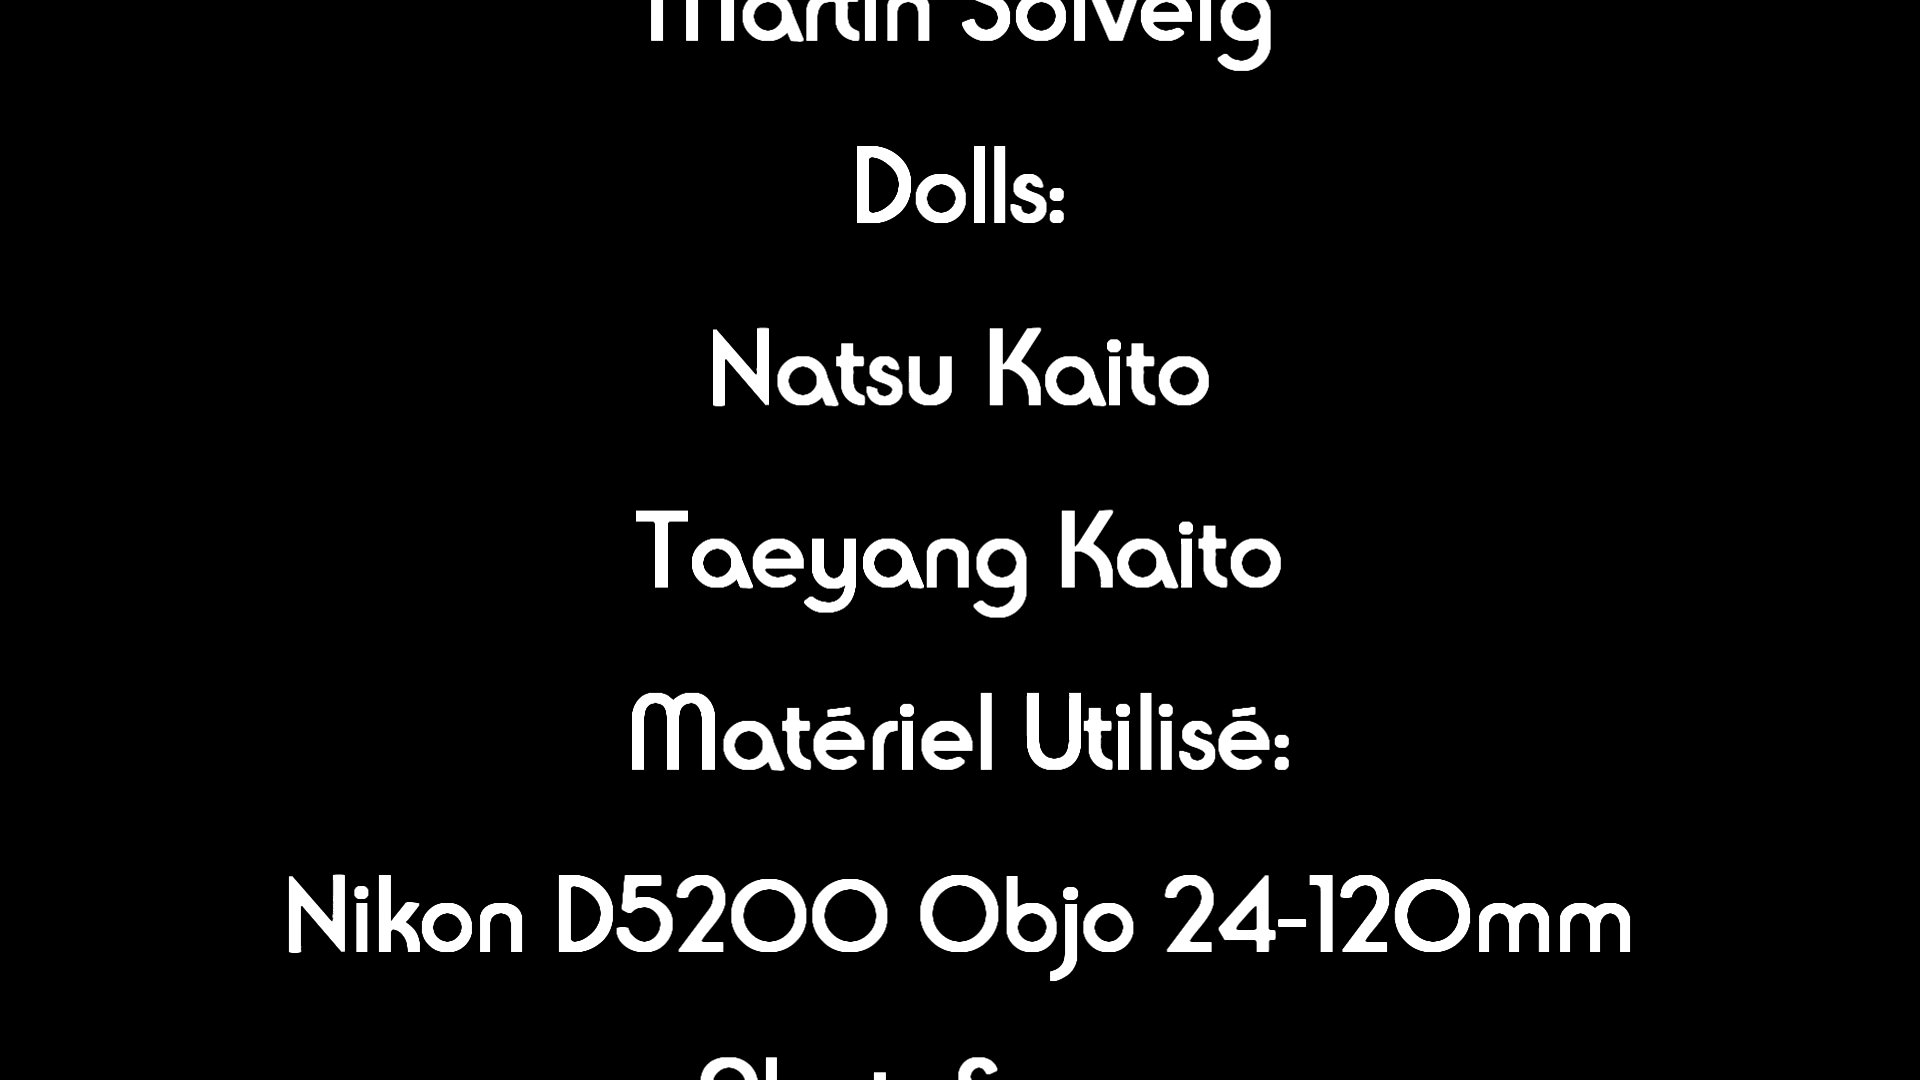 Martin Solveig
Dolls:
Natsu Kaito
Taeyang Kaito
Matériel Utilisé:
Nikon D5200 Objo 24-120mm